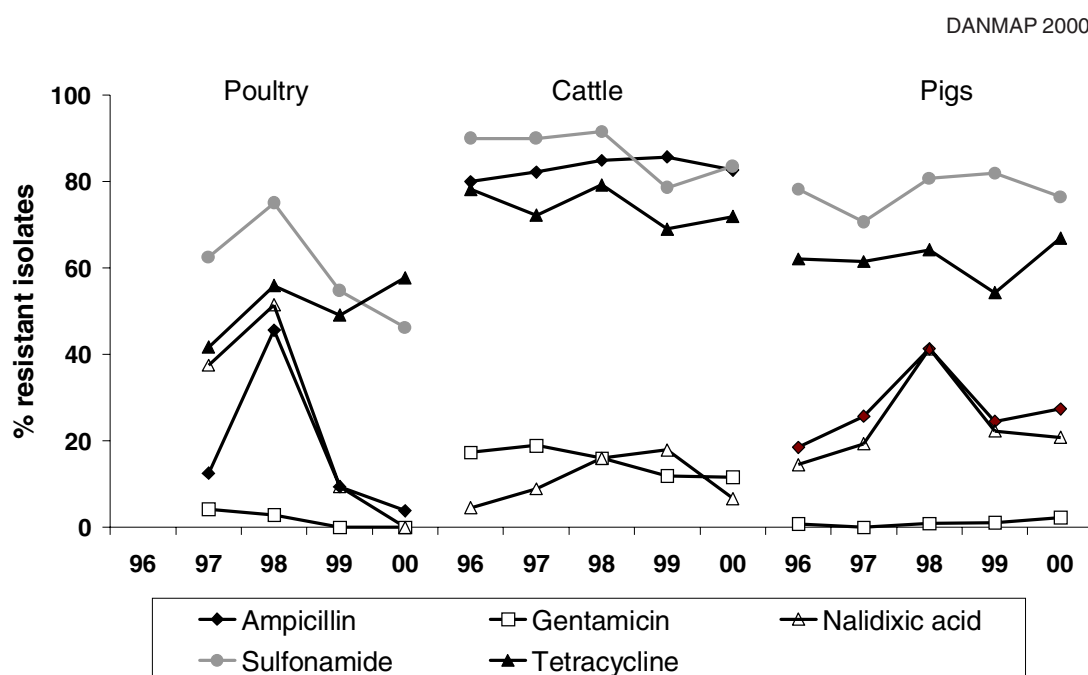 DANMAP 2000
Poultry Cattle Pigs
% resistant isolates
100
80
60
40
20
0
96 97 98 99 00 96 97 98 99 00 96 97 98 99 00
Ampicillin Gentamicin Nalidixic acid
Sulfonamide Tetracycline